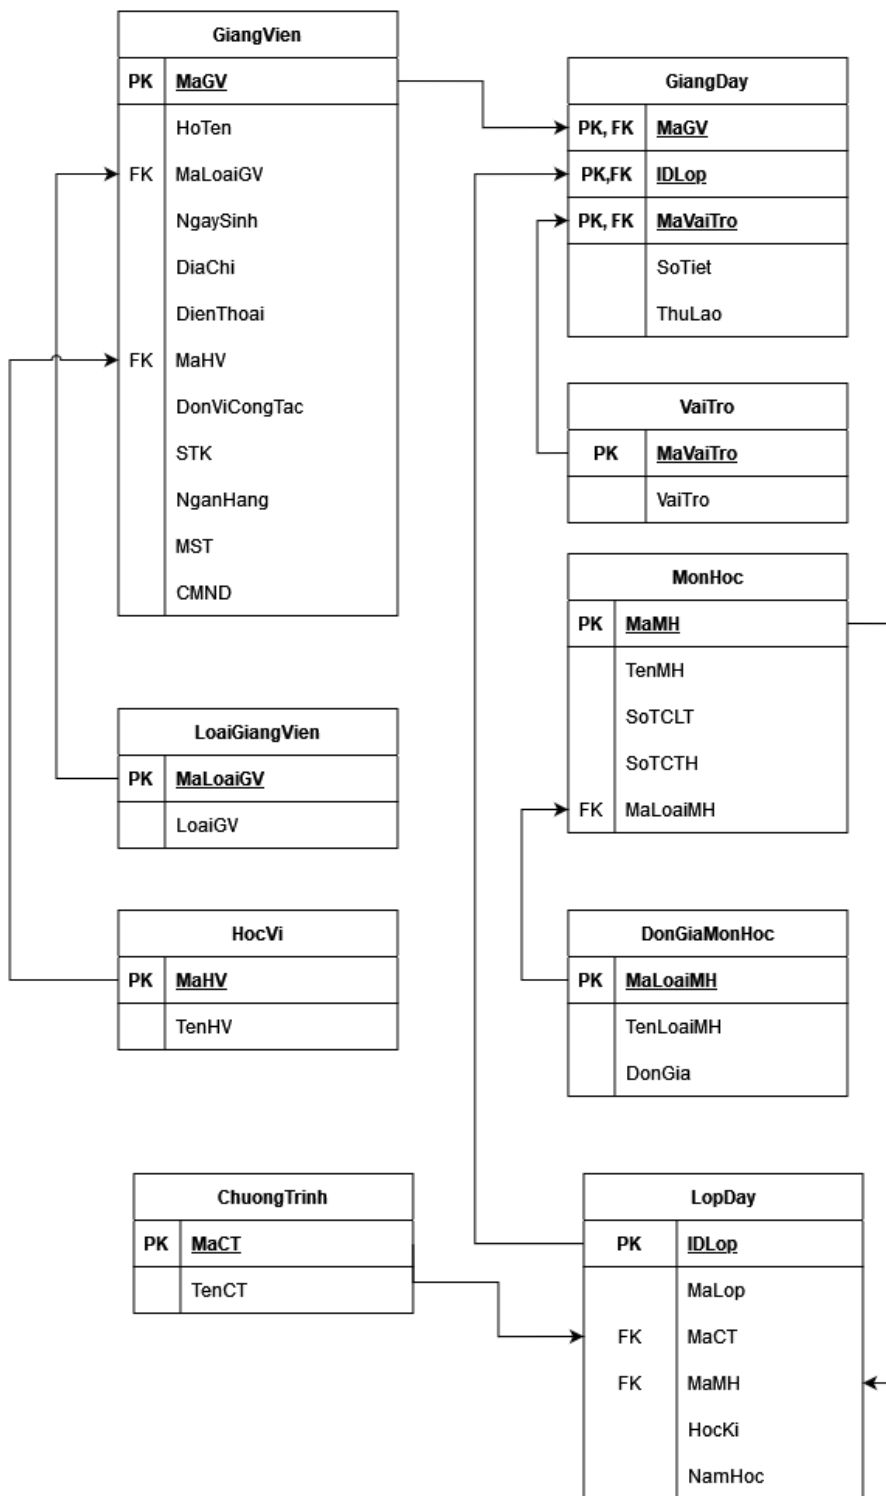 GiangVien
PK MaGV
HoTen
FK MaLoaiGV
NgaySinh
DiaChi
DienThoai
FK MaHV
DonViCongTac
STK
NganHang
MST
CMND
LoaiGiangVien
PK MaLoaiGV
LoaiGV
HocVi
PK MaHV
TenHV
ChuongTrinh
PK MaCT
TenCT
GiangDay
PK, FK MaGV
PK,FK IDLop
PK, FK MaVaiTro
SoTiet
ThuLao
VaiTro
PK MaVaiTro
VaiTro
MonHoc
PK MaMH
TenMH
SoTCLT
SoTCTH
FK MaLoaiMH
DonGiaMonHoc
PK MaLoaiMH
TenLoaiMH
DonGia
LopDay
PK IDLop
MaLop
FK MaCT
FK MaMH
HocKi
NamHoc